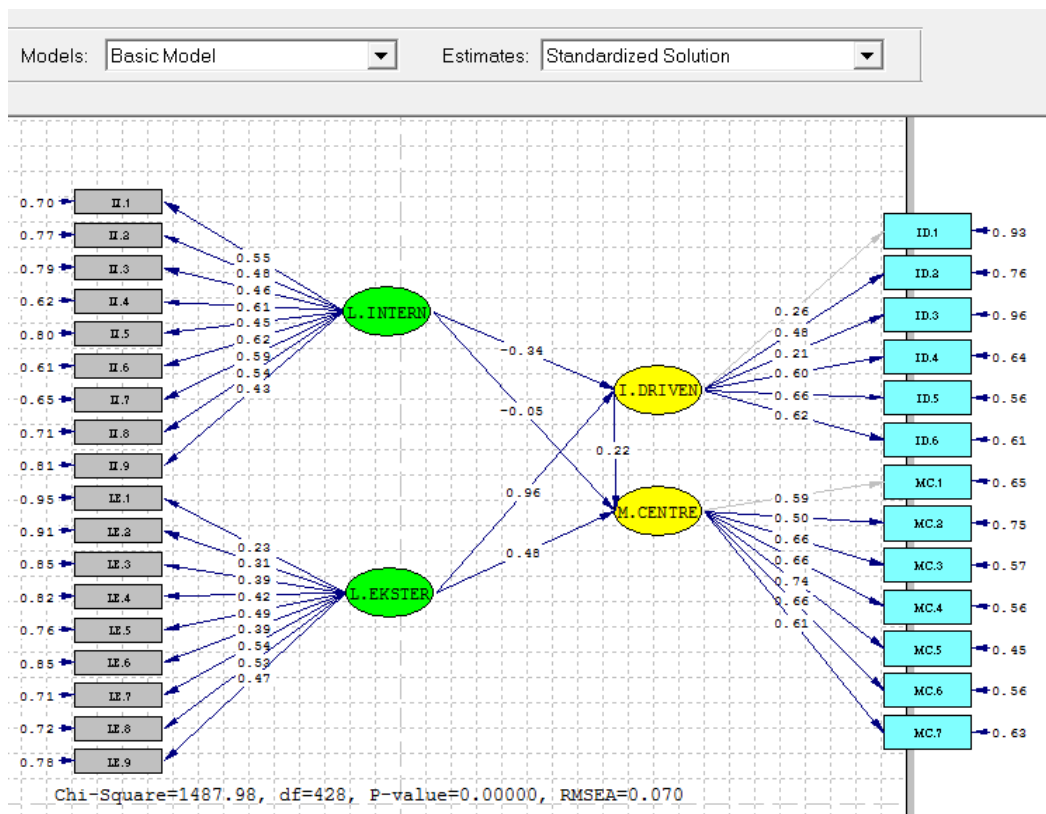 Models: Basic Model Estimates: Standardized Solution
0.70 II.1
0.77 II.2
0.79 II.3
0.62 II.4
0.80 II.5
0.61 II.6
0.65 II.7
0.71 II.8
0.81 II.9
0.95 LE.1
0.91 LE.2
0.85 LE.3
0.82 LE.4
0.76 LE.5
0.85 LE.6
0.71 LE.7
0.72 LE.8
0.78 LE.9
0.55
0.48
0.46
0.61
0.45
0.62
0.59
0.54
0.43
L.INTERN
0.23
0.31
0.39
0.42
0.49
0.39
0.54
0.53
0.47
L.EKSTER
-0.34
-0.05
0.96
0.48
I.DRIVEN
0.22
M.CENTRE
0.26
0.48
0.21
0.60
0.66
0.62
0.59
0.50
0.66
0.66
0.74
0.66
0.61
ID.1 0.93
ID.2 0.76
ID.3 0.96
ID.4 0.64
ID.5 0.56
ID.6 0.61
MC.1 0.65
MC.2 0.75
MC.3 0.57
MC.4 0.56
MC.5 0.45
MC.6 0.56
MC.7 0.63
Chi-Square=1487.98, df=428, P-value=0.00000, RMSEA=0.070